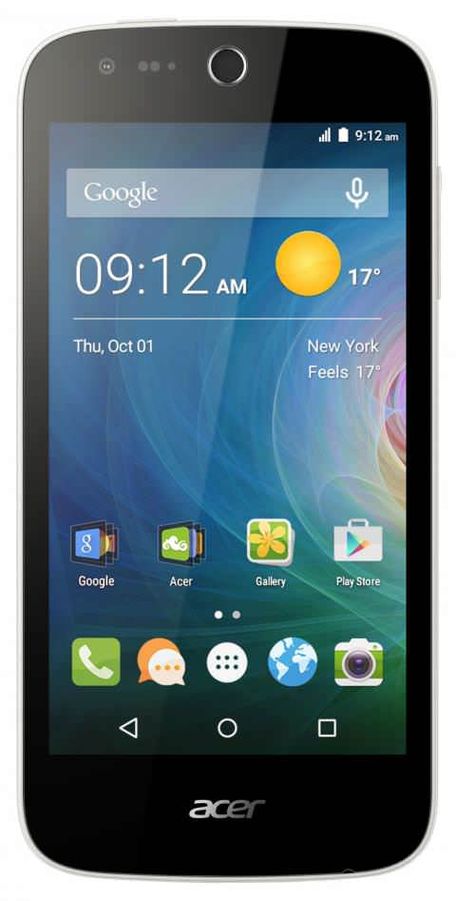 9:12 am
Google
09:12 AM
17°
Thu, Oct 01
New York
Feels 17°
g
Google
Acer
Gallery
Play Store
acer